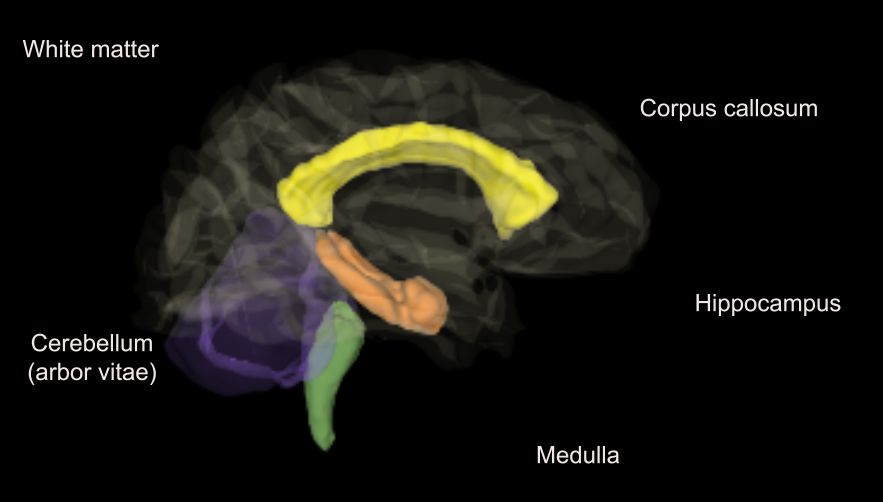 White matter
Corpus callosum
Hippocampus
Cerebellum
(arbor vitae)
Medulla